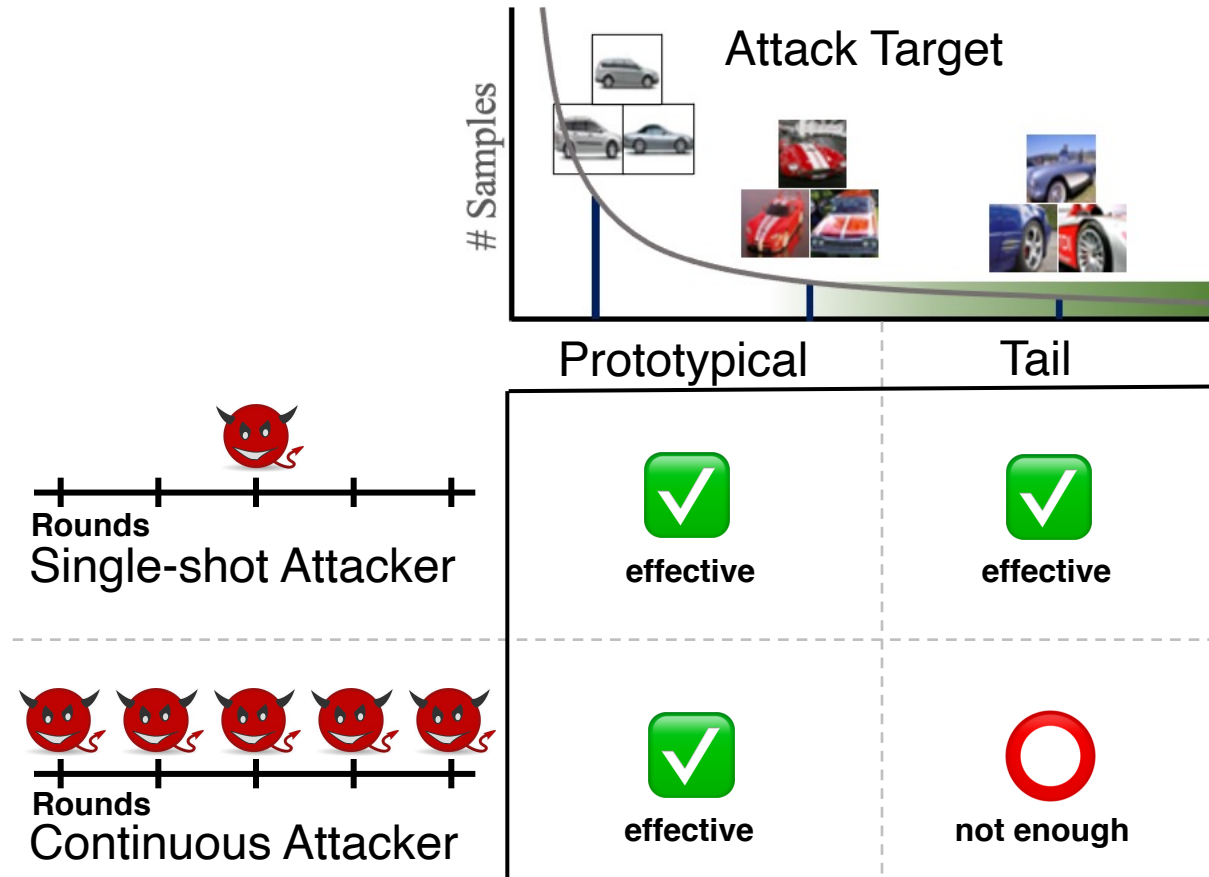 Attack Target
# Samples
Prototypical
Tail
Rounds
Single-shot Attacker
effective
effective
Rounds
Continuous Attacker
effective
not enough